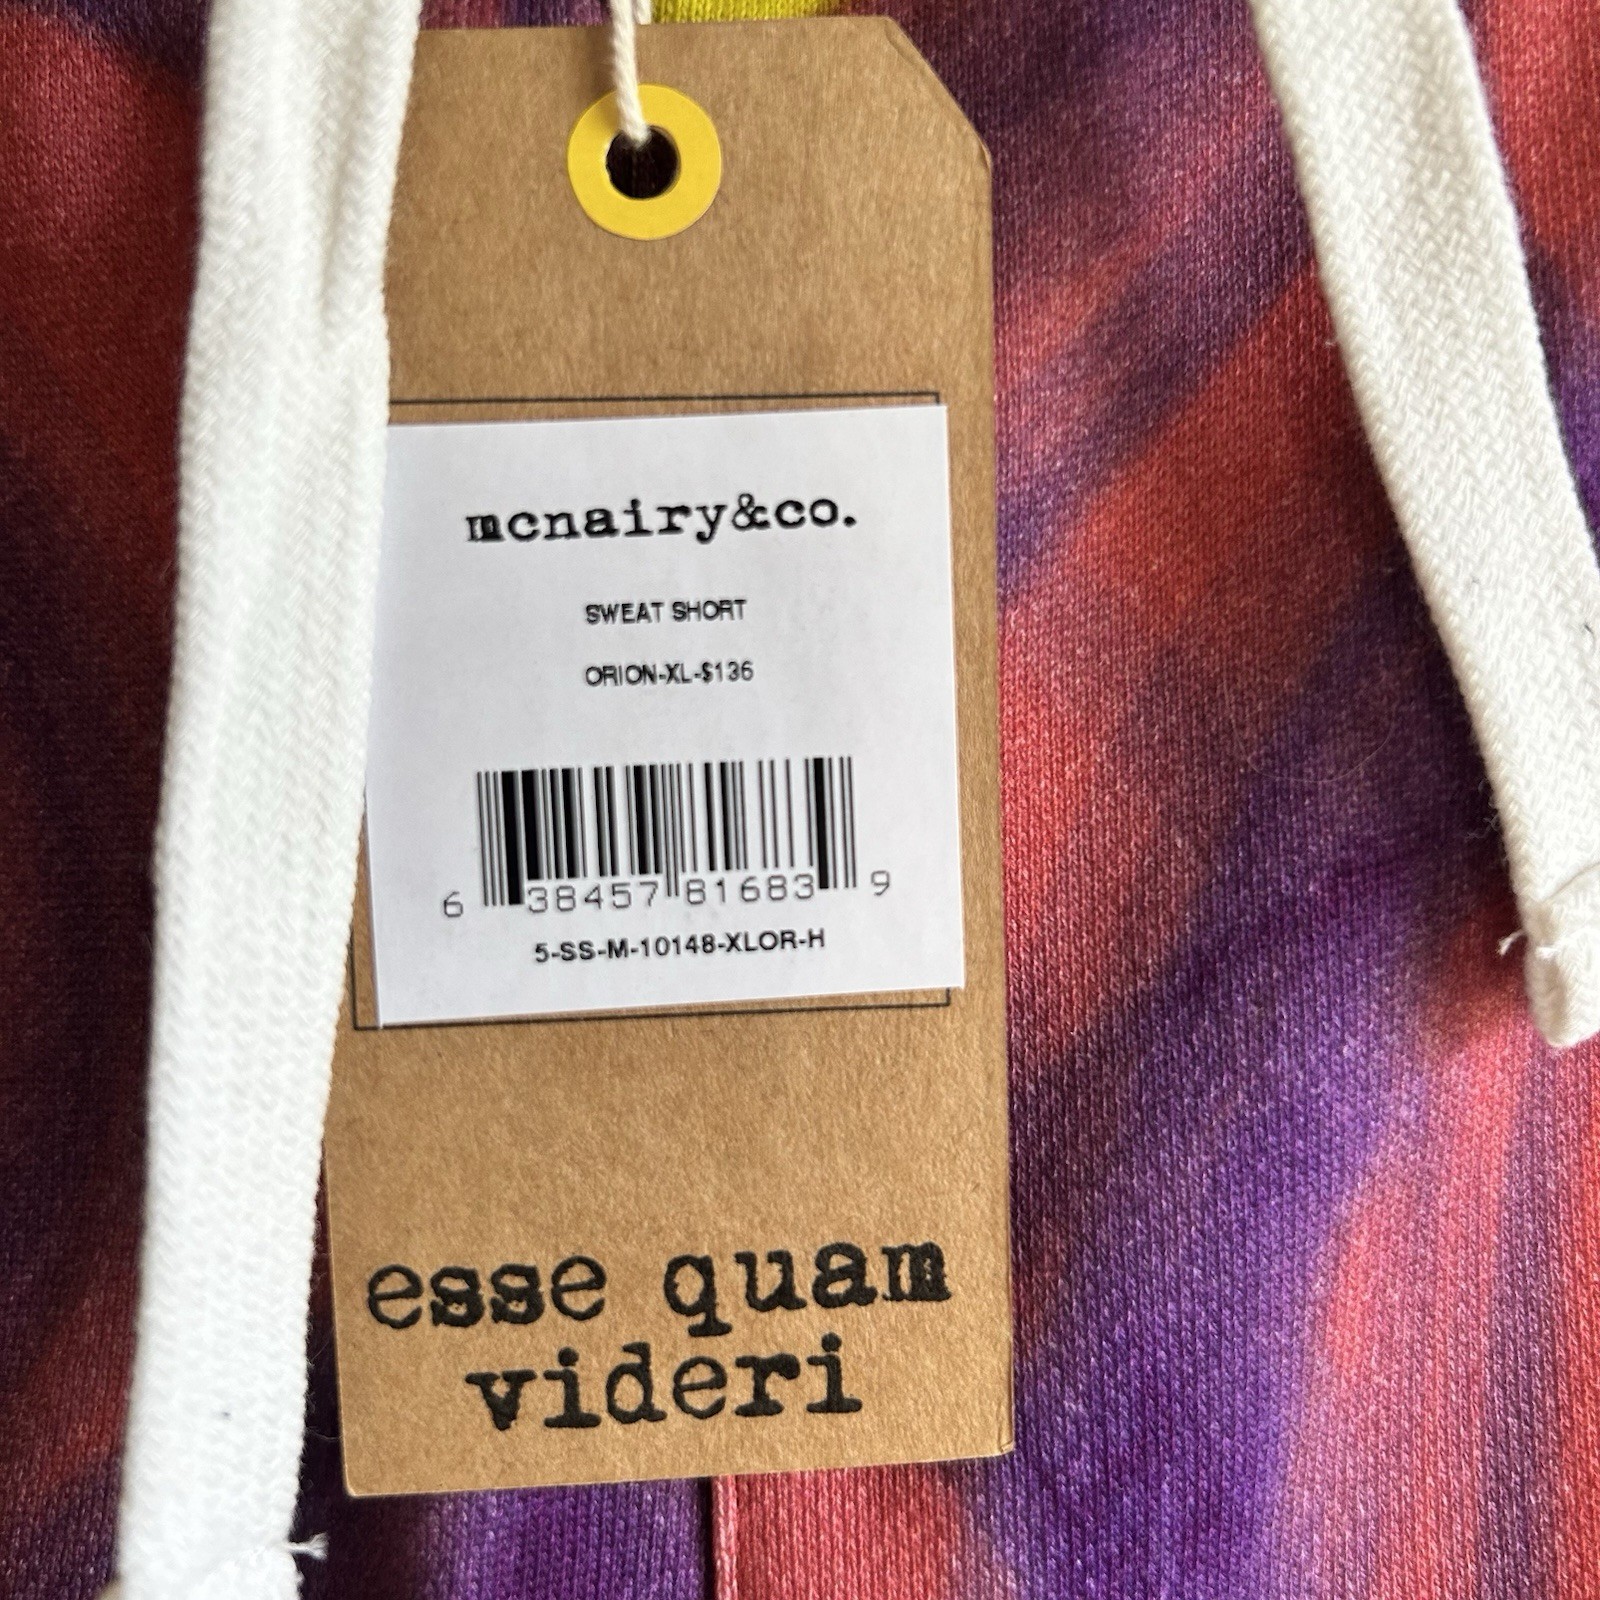 mcnairy&co.
SWEAT SHORT
ORION-XL-$136
6 38457 81683 9
5-SS-M-10148-XLOR-H
esse quam
videri